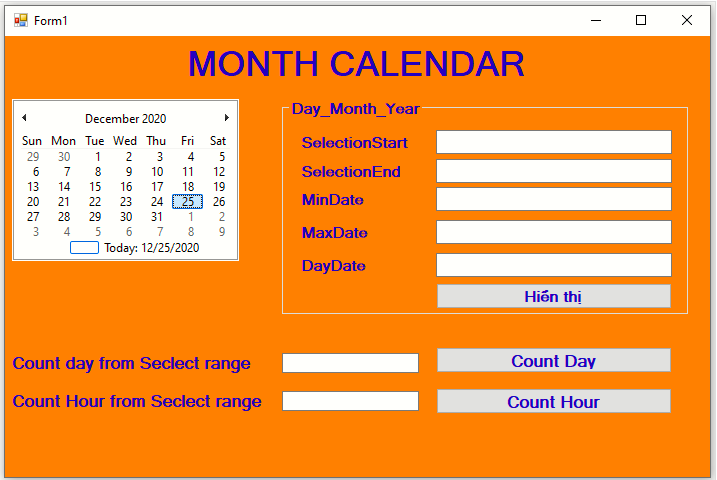 Form1
MONTH CALENDAR
December 2020
Sun Mon Tue Wed Thu Fri Sat
29 30 1 2 3 4 5
6 7 8 9 10 11 12
13 14 15 16 17 18 19
20 21 22 23 24 25 26
27 28 29 30 31 1 2
3 4 5 6 7 8 9
Today: 12/25/2020
Day_Month_Year
SelectionStart
SelectionEnd
MinDate
MaxDate
DayDate
Hiển thị
Count day from Seclect range
Count Day
Count Hour from Seclect range
Count Hour